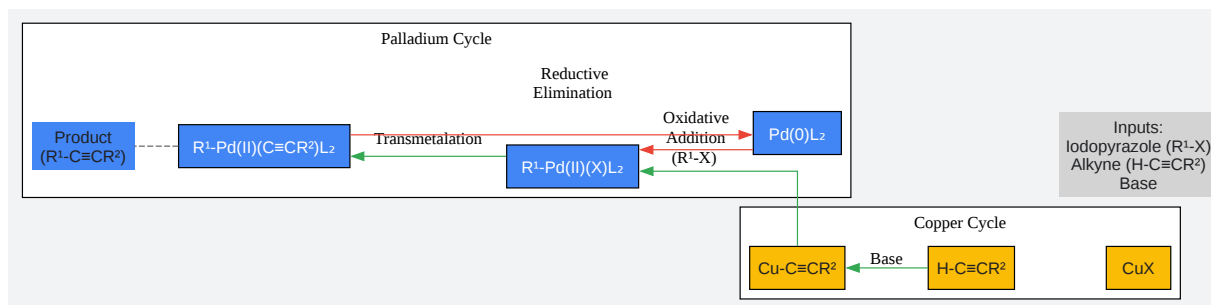 Palladium Cycle
Reductive
Elimination
Product
(R¹-C≡CR²)
R¹-Pd(II)(C≡CR²)L₂
Transmetalation
R¹-Pd(II)(X)L₂
Oxidative
Addition
(R¹-X)
Pd(0)L₂
Inputs:
Iodopyrazole (R¹-X)
Alkyne (H-C≡CR²)
Base
Copper Cycle
Cu-C≡CR²
Base
H-C≡CR²
CuX